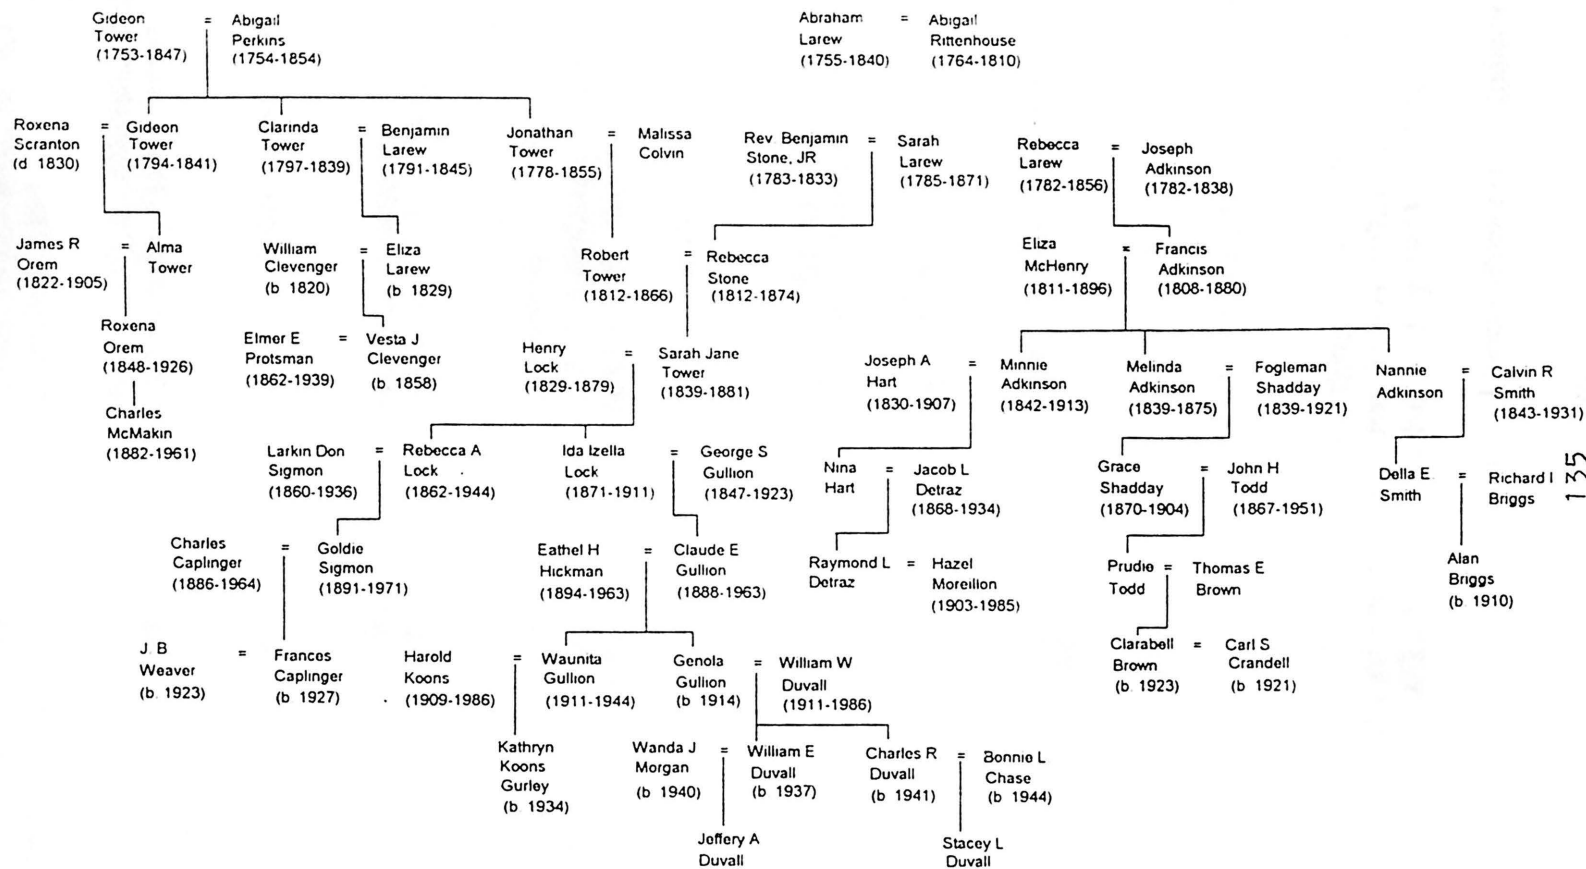 Gideon = Abigail
Tower Perkins
(1753-1847) (1754-1854)
Abraham = Abigail
Larew Rittenhouse
(1755-1840) (1764-1810)
Roxena = Gideon
Scranton Tower
(d 1830) (1794-1841)
Clarinda = Benjamin
Tower Larew
(1797-1839) (1791-1845)
Jonathan = Malissa
Tower Colvin
(1778-1855)
Rev. Benjamin = Sarah
Stone, JR Larew
(1783-1833) (1785-1871)
Rebecca = Joseph
Larew Adkinson
(1782-1856) (1782-1838)
James R = Alma
Orem Tower
(1822-1905)
William = Eliza
Clevenger Larew
(b 1820) (b 1829)
Robert = Rebecca
Tower Stone
(1812-1866) (1812-1874)
Eliza = Francis
McHenry Adkinson
(1811-1896) (1808-1880)
Roxena
Orem
(1848-1926)
Elmer E = Vesta J
Protsman Clevenger
(1862-1939) (b 1858)
Henry = Sarah Jane
Lock Tower
(1829-1879) (1839-1881)
Joseph A = Minnie
Hart Adkinson
(1830-1907) (1842-1913)
Melinda = Fogleman
Adkinson Shadday
(1839-1875) (1839-1921)
Nannie = Calvin R
Adkinson Smith
(1843-1931)
Charles
McMakin
(1882-1961)
Larkin Don = Rebecca A
Sigmon Lock
(1860-1936) (1862-1944)
Ida Izella = George S
Lock Gullion
(1871-1911) (1847-1923)
Nina = Jacob L
Hart Detraz
(1868-1934)
Grace = John H
Shadday Todd
(1870-1904) (1867-1951)
Della E. = Richard I
Smith Briggs
135
Charles = Goldie
Caplinger Sigmon
(1886-1964) (1891-1971)
Eathel H = Claude E
Hickman Gullion
(1894-1963) (1888-1963)
Raymond L = Hazel
Detraz Moreillon
(1903-1985)
Prudie = Thomas E
Todd Brown
Alan
Briggs
(b 1910)
J. B = Frances
Weaver Caplinger
(b. 1923) (b 1927)
Harold = Waunita
Koons Gullion
(1909-1986) (1911-1944)
Genola = William W
Gullion Duvall
(b 1914) (1911-1986)
Clarabell = Carl S
Brown Crandell
(b. 1923) (b 1921)
Kathryn
Koons
Gurley
(b 1934)
Wanda J = William E
Morgan Duvall
(b 1940) (b 1937)
Charles R = Bonnie L
Duvall Chase
(b 1941) (b 1944)
Jeffery A
Duvall
Stacey L
Duvall